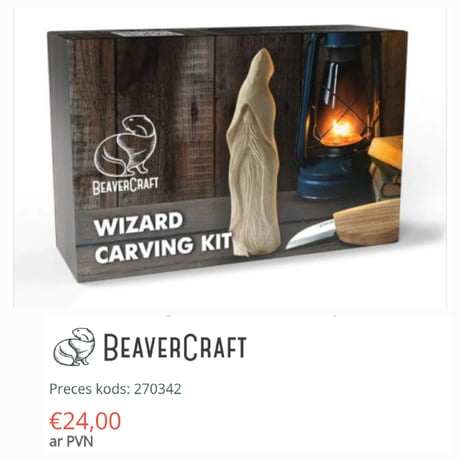 BEAVERCRAFT
WIZARD
CARVING KIT
BEAVERCRAFT
Preces kods: 270342
€24,00
ar PVN